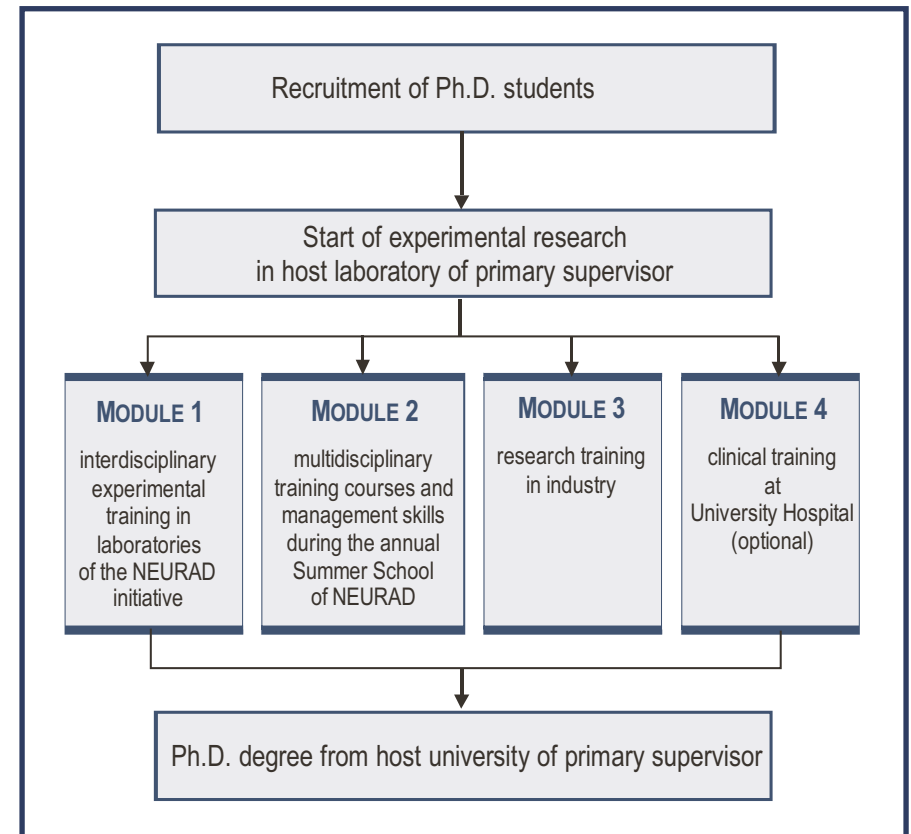 Recruitment of Ph.D. students
Start of experimental research
in host laboratory of primary supervisor
MODULE 1
interdisciplinary
experimental
training in
laboratories
of the NEURAD
initiative
MODULE 2
multidisciplinary
training courses and
management skills
during the annual
Summer School
of NEURAD
MODULE 3
research training
in industry
MODULE 4
clinical training
at
University Hospital
(optional)
Ph.D. degree from host university of primary supervisor